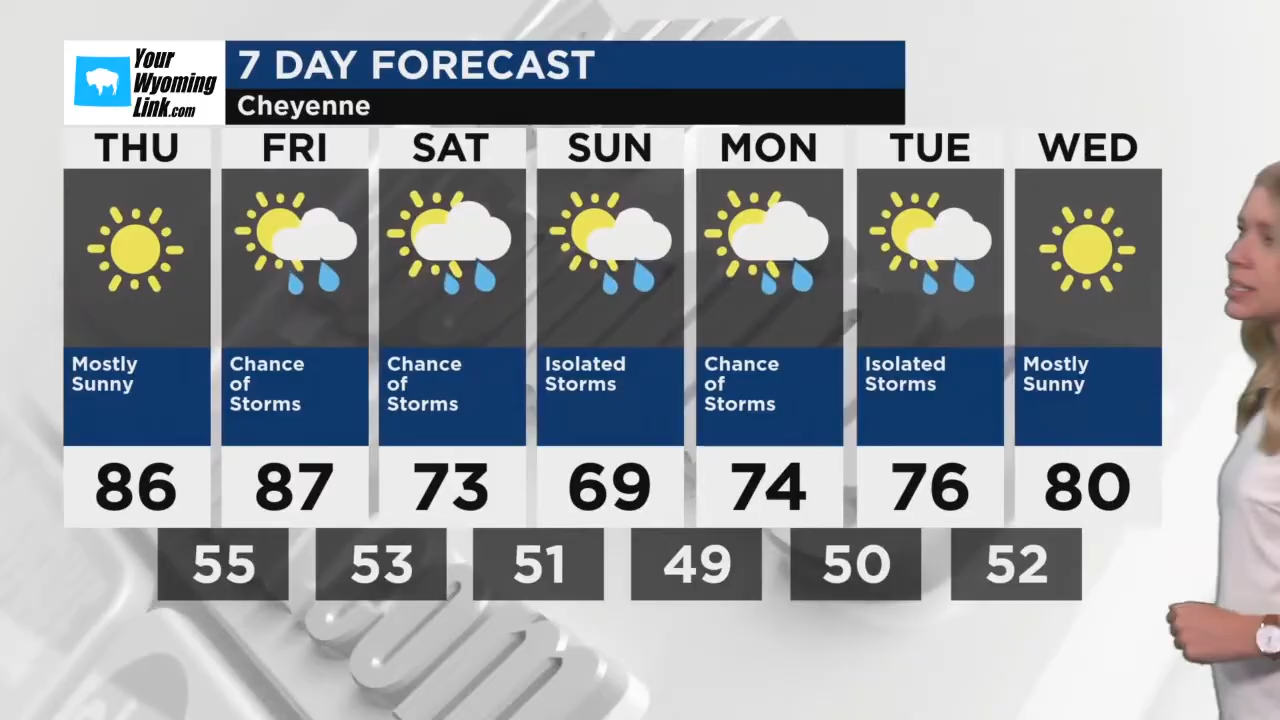 Your
Wyoming
Link.com
7 DAY FORECAST
Cheyenne
THU FRI SAT SUN MON TUE WED
Mostly
Sunny
Chance
of
Storms
Chance
of
Storms
Isolated
Storms
Chance
of
Storms
Isolated
Storms
Mostly
Sunny
86 87 73 69 74 76 80
55 53 51 49 50 52